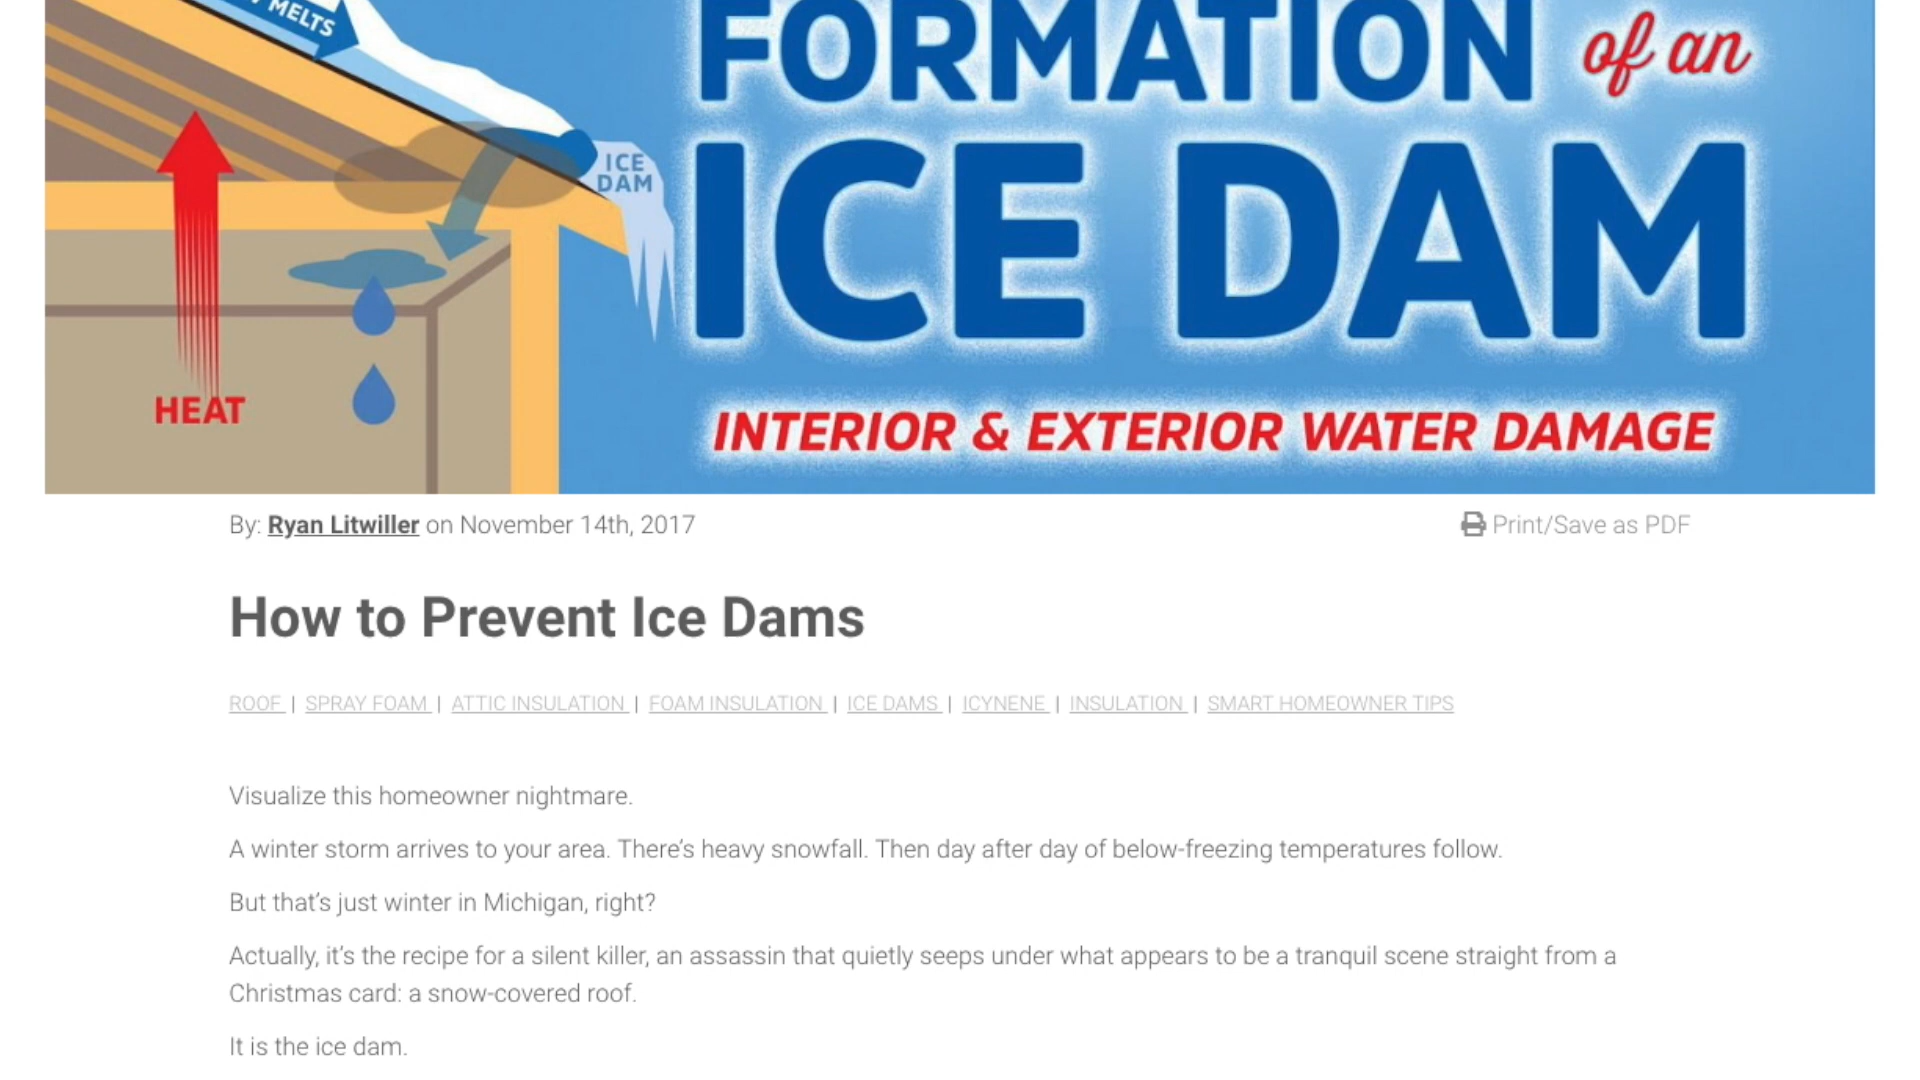 MELTS
FORMATION of an
ICE DAM
ICE
DAM
HEAT
INTERIOR & EXTERIOR WATER DAMAGE
By: Ryan Litwiller on November 14th, 2017
Print/Save as PDF
How to Prevent Ice Dams
ROOF | SPRAY FOAM | ATTIC INSULATION | FOAM INSULATION | ICE DAMS | ICYNENE | INSULATION | SMART HOMEOWNER TIPS
Visualize this homeowner nightmare.
A winter storm arrives to your area. There’s heavy snowfall. Then day after day of below-freezing temperatures follow.
But that’s just winter in Michigan, right?
Actually, it’s the recipe for a silent killer, an assassin that quietly seeps under what appears to be a tranquil scene straight from a
Christmas card: a snow-covered roof.
It is the ice dam.